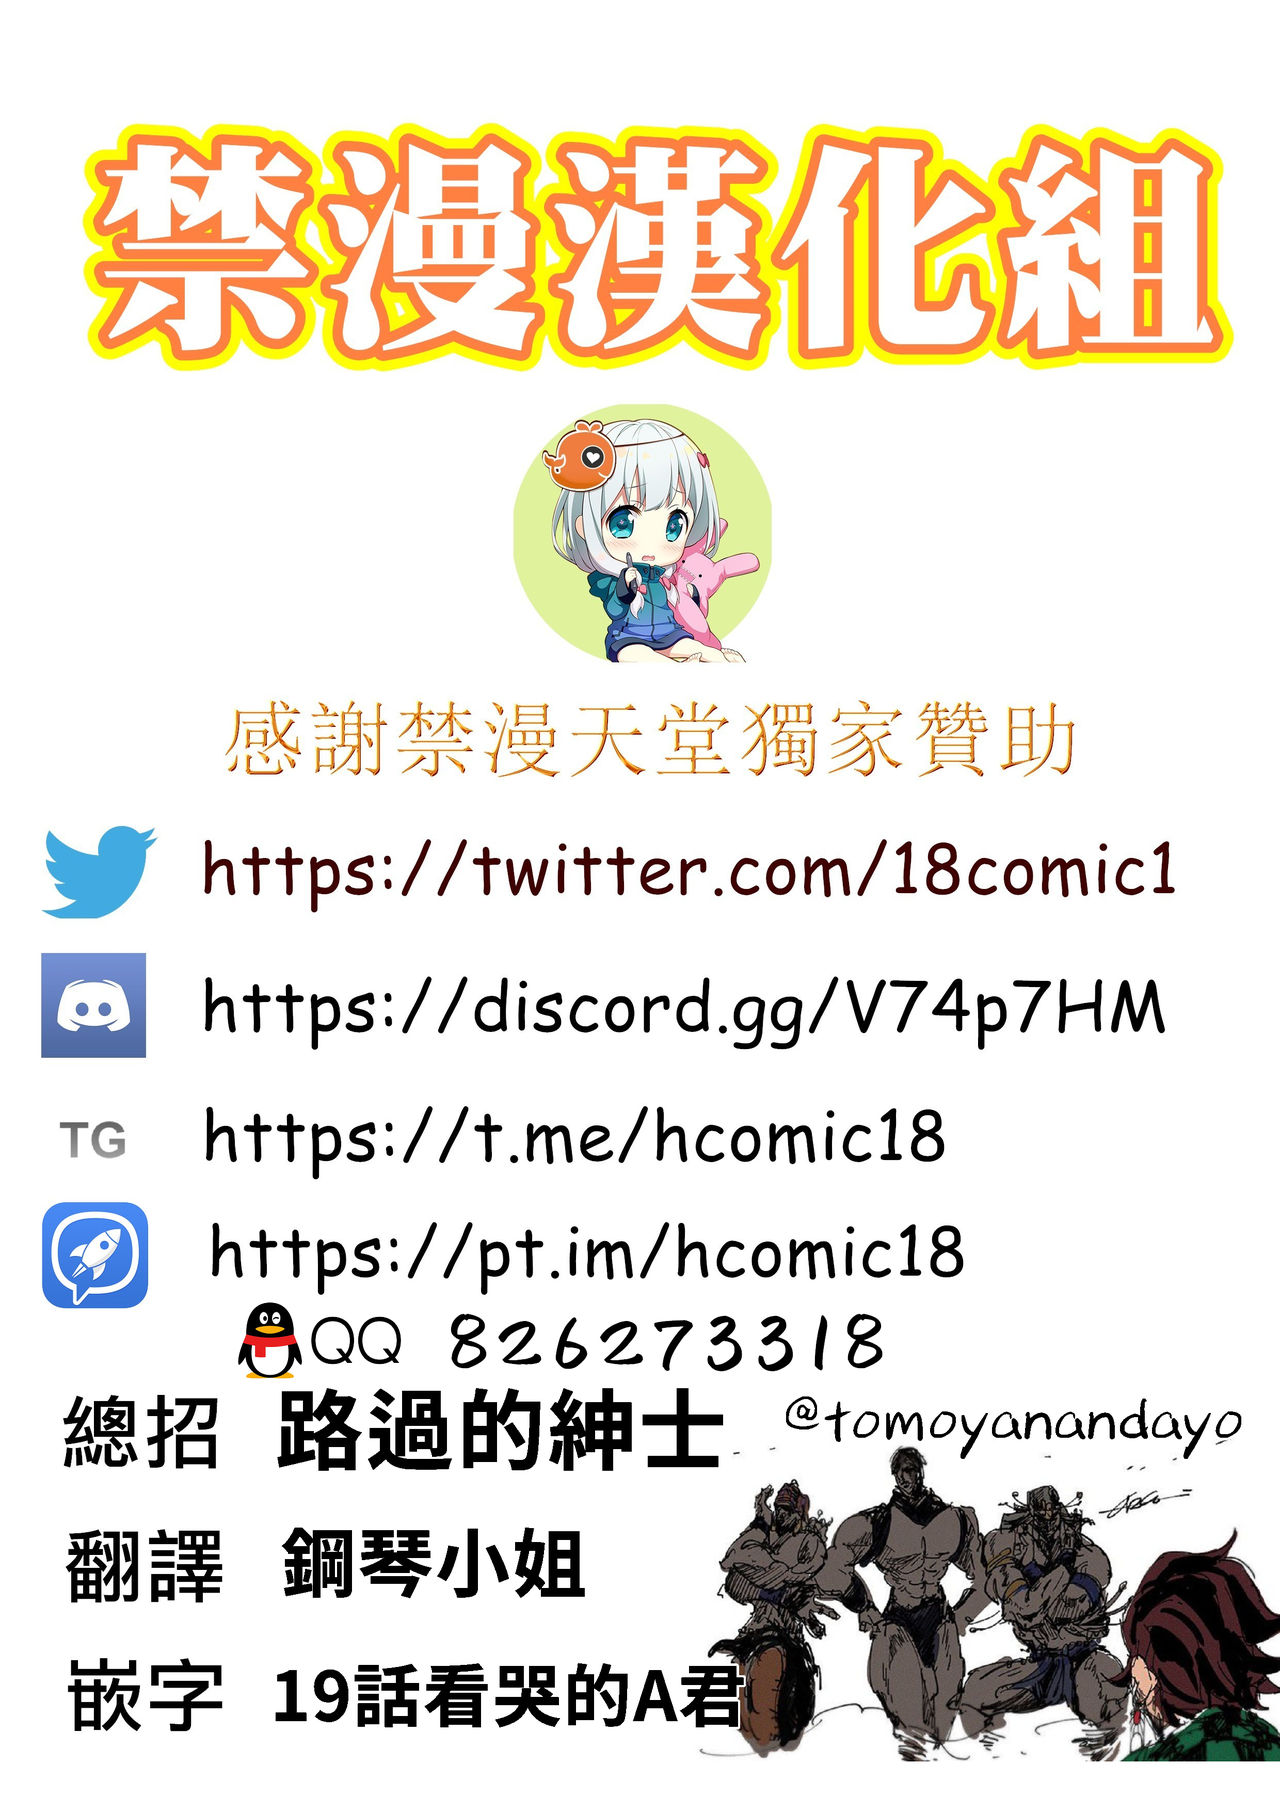 禁漫漢化組
感謝禁漫天堂獨家贊助
https://twitter.com/18comic1
https://discord.gg/V74p7HM
TG https://t.me/hcomic18
https://pt.im/hcomic18
QQ 826273318
總招 路過的紳士
@tomoyanandayo
翻譯 鋼琴小姐
嵌字 19話看哭的A君